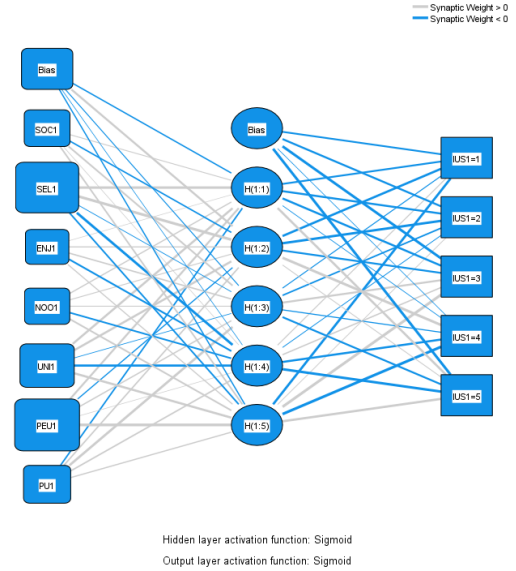 Synaptic Weight > 0
Synaptic Weight < 0
Bias
SOC1
SEL1
ENJ1
NOO1
UNI1
PEU1
PU1
Bias
H(1:1)
H(1:2)
H(1:3)
H(1:4)
H(1:5)
IUS1=1
IUS1=2
IUS1=3
IUS1=4
IUS1=5
Hidden layer activation function: Sigmoid
Output layer activation function: Sigmoid